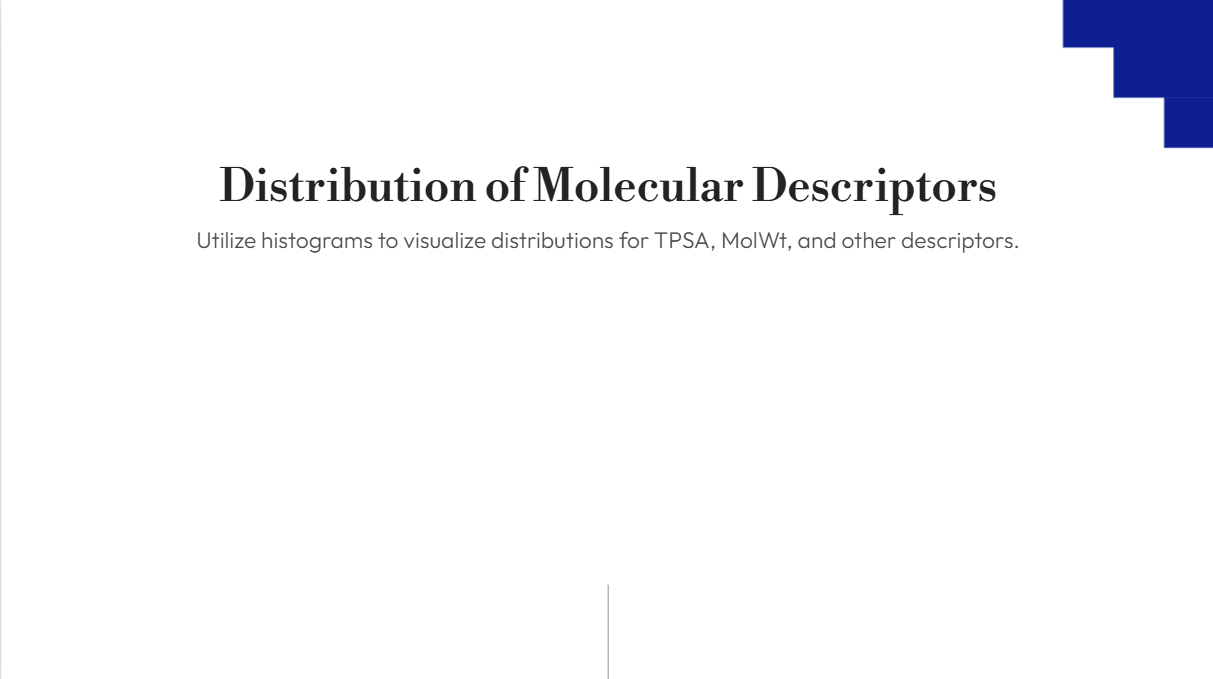 Distribution of Molecular Descriptors
Utilize histograms to visualize distributions for TPSA, MolWt, and other descriptors.